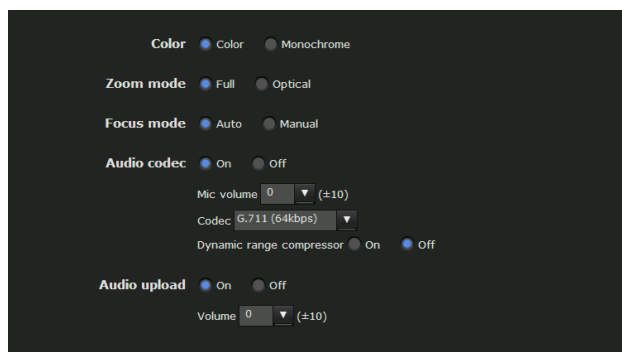 Color Color Monochrome
Zoom mode Full Optical
Focus mode Auto Manual
Audio codec On Off
Mic volume 0 (±10)
Codec G.711 (64kbps)
Dynamic range compressor On Off
Audio upload On Off
Volume 0 (±10)